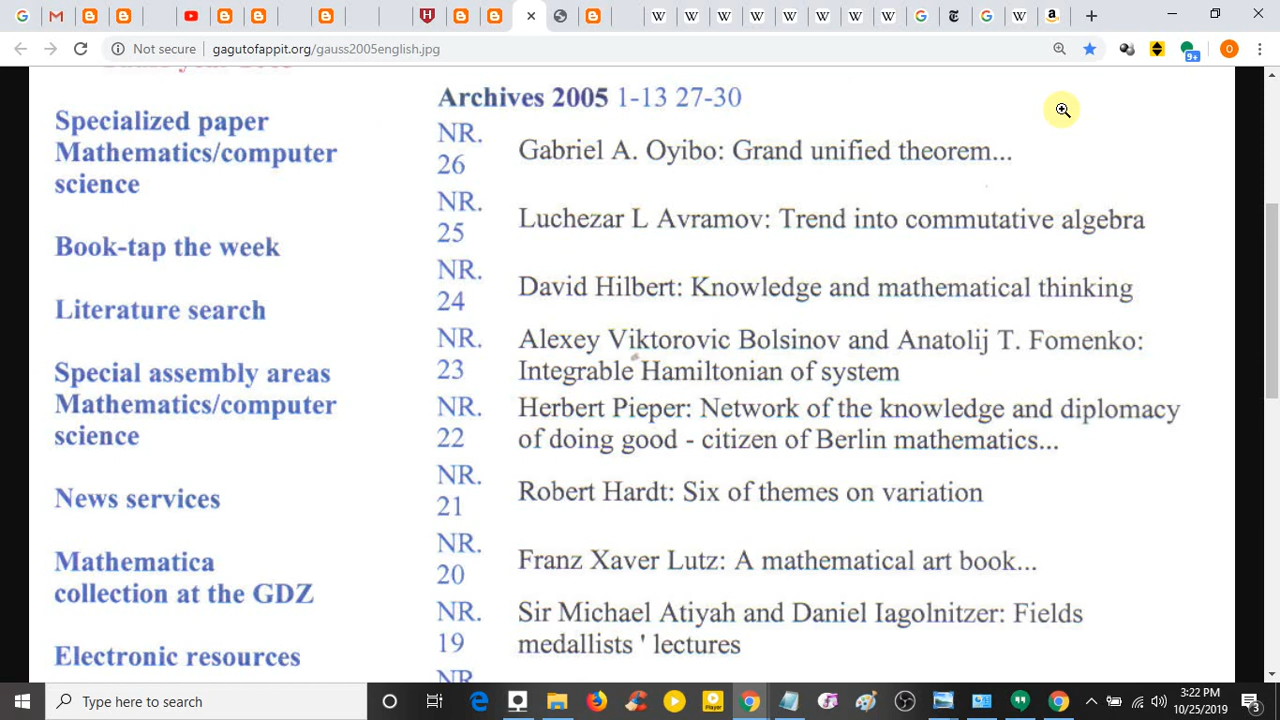 Not secure | gagutofappit.org/gauss2005english.jpg
9+
O
Archives 2005 1-13 27-30
Specialized paper
Mathematics/computer
science
Book-tap the week
Literature search
Special assembly areas
Mathematics/computer
science
News services
Mathematica
collection at the GDZ
Electronic resources
NR.
26
Gabriel A. Oyibo: Grand unified theorem...
NR.
25
Luchezar L Avramov: Trend into commutative algebra
NR.
24
David Hilbert: Knowledge and mathematical thinking
NR.
23
Alexey Viktorovic Bolsinov and Anatolij T. Fomenko:
Integrable Hamiltonian of system
NR.
22
Herbert Pieper: Network of the knowledge and diplomacy
of doing good - citizen of Berlin mathematics...
NR.
21
Robert Hardt: Six of themes on variation
NR.
20
Franz Xaver Lutz: A mathematical art book...
NR.
19
Sir Michael Atiyah and Daniel Iagolnitzer: Fields
medallists ' lectures
NR
Type here to search
Player
3:22 PM
10/25/2019
3